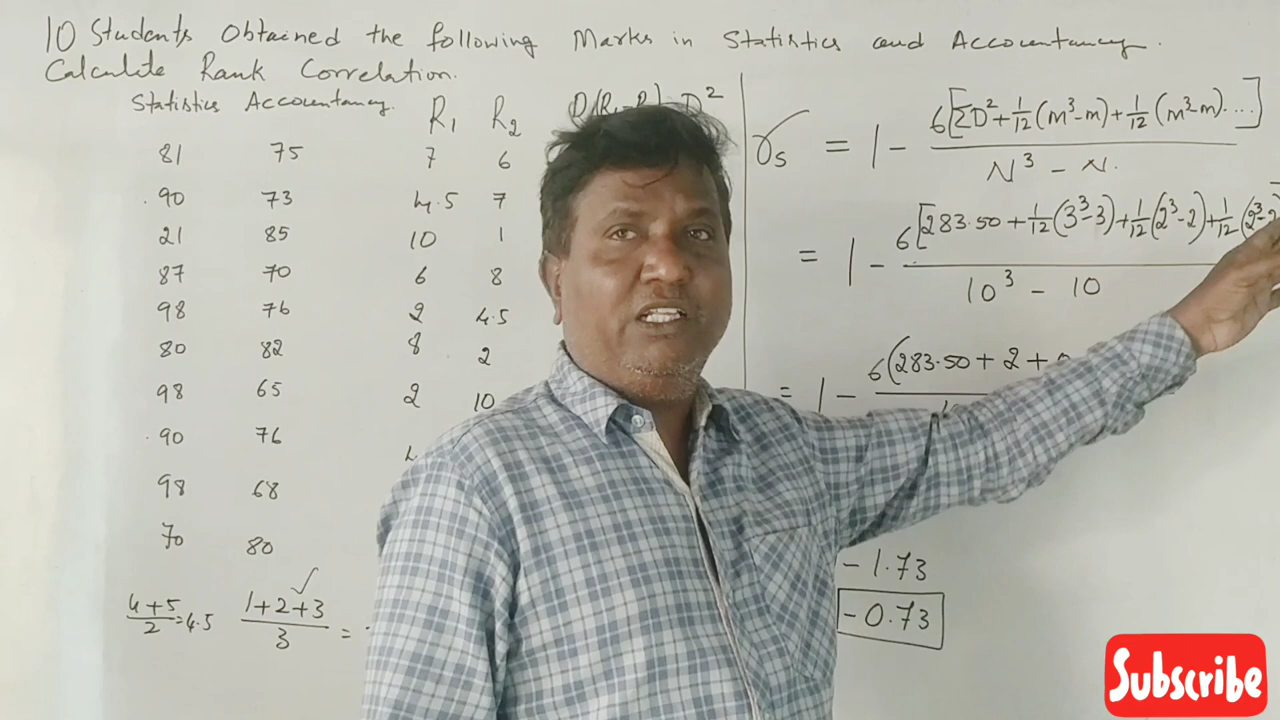 10 Students Obtained the following Marks in Statistics and Accountancy.
Calculate Rank Correlation.
Statistics Accountancy. R₁ R₂ D² 
81 75 7 6
90 73 4.5 7
21 85 10 1
87 70 6 8
98 76 2 4.5
80 82 8 2
98 65 2 10
90 76
98 68
70 80
4+5/2 = 4.5 1+2+3/3 = ✓
γs = 1 - 6[ΣD²+1/12(m³-m)+1/12(m³-m)....]/N³ - N.
= 1 - 6[283.50+1/12(3³-3)+1/12(2³-2)+1/12(2³-2)/10³ - 10
= 1 - 6(283.50+2+
- 1.73
- 0.73
Subscribe